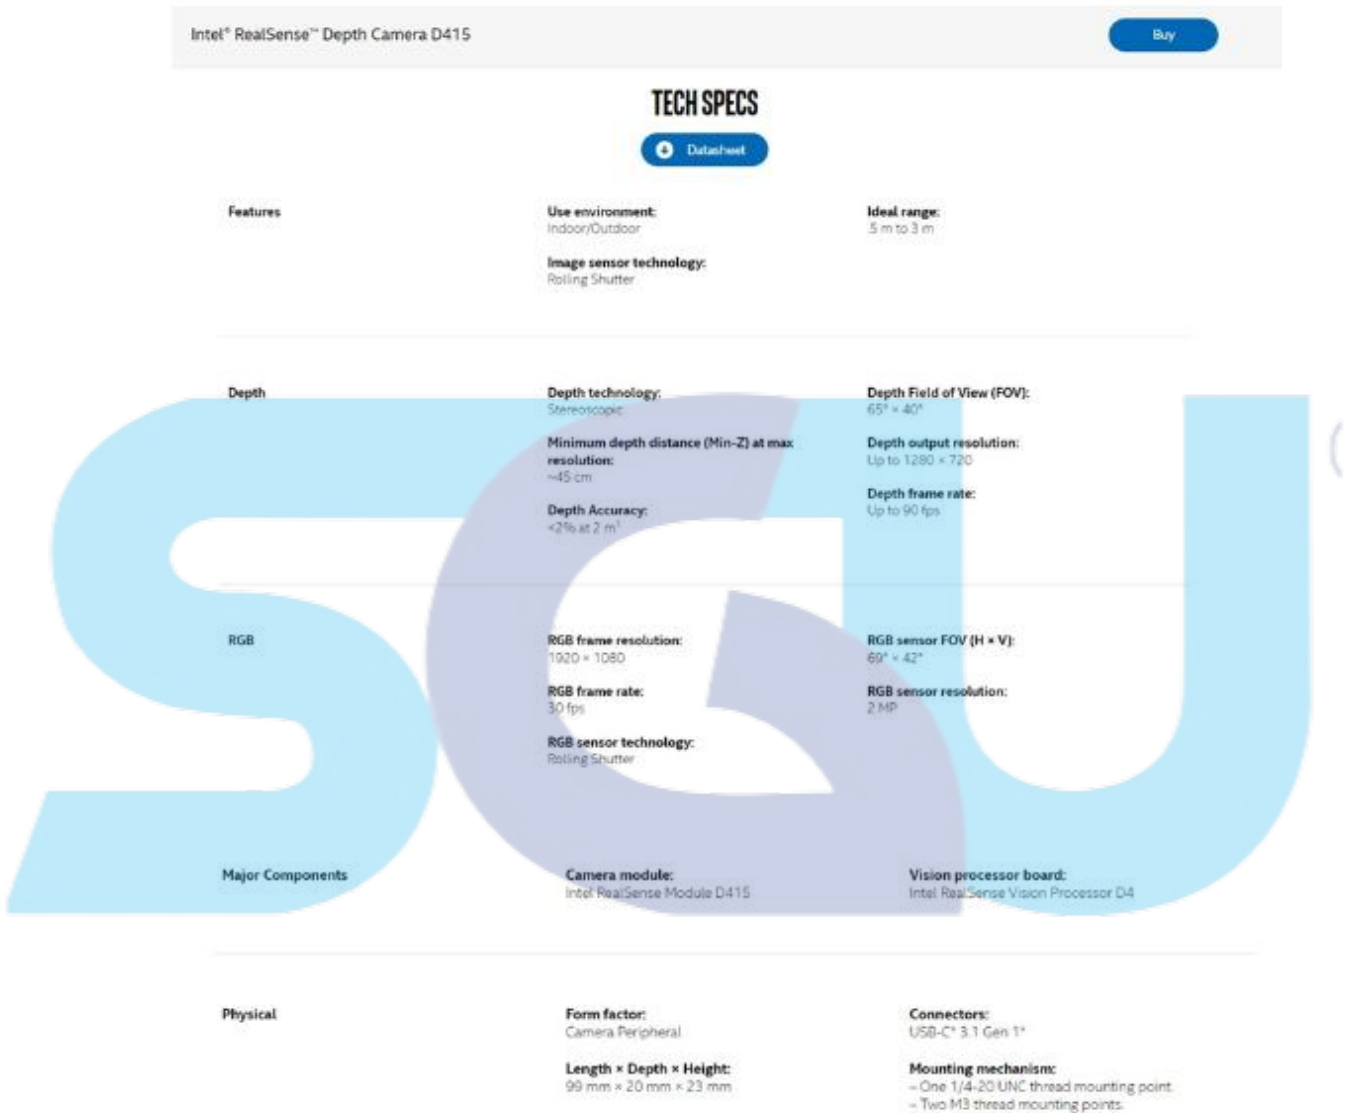 Intel® RealSense™ Depth Camera D415
Buy
TECH SPECS
Datasheet
Features
Use environment:
Indoor/Outdoor
Image sensor technology:
Rolling Shutter
Ideal range:
.5 m to 3 m
Depth
Depth technology:
Stereoscopic
Minimum depth distance (Min-Z) at max
resolution:
~45 cm
Depth Accuracy:
<2% at 2 m¹
Depth Field of View (FOV):
65° × 40°
Depth output resolution:
Up to 1280 × 720
Depth frame rate:
Up to 90 fps
RGB
RGB frame resolution:
1920 × 1080
RGB frame rate:
30 fps
RGB sensor technology:
Rolling Shutter
RGB sensor FOV (H × V):
69° × 42°
RGB sensor resolution:
2 MP
Major Components
Camera module:
Intel RealSense Module D415
Vision processor board:
Intel RealSense Vision Processor D4
Physical
Form factor:
Camera Peripheral
Length × Depth × Height:
99 mm × 20 mm × 23 mm
Connectors:
USB-C* 3.1 Gen 1*
Mounting mechanism:
– One 1/4-20 UNC thread mounting point.
– Two M3 thread mounting points.
SGU